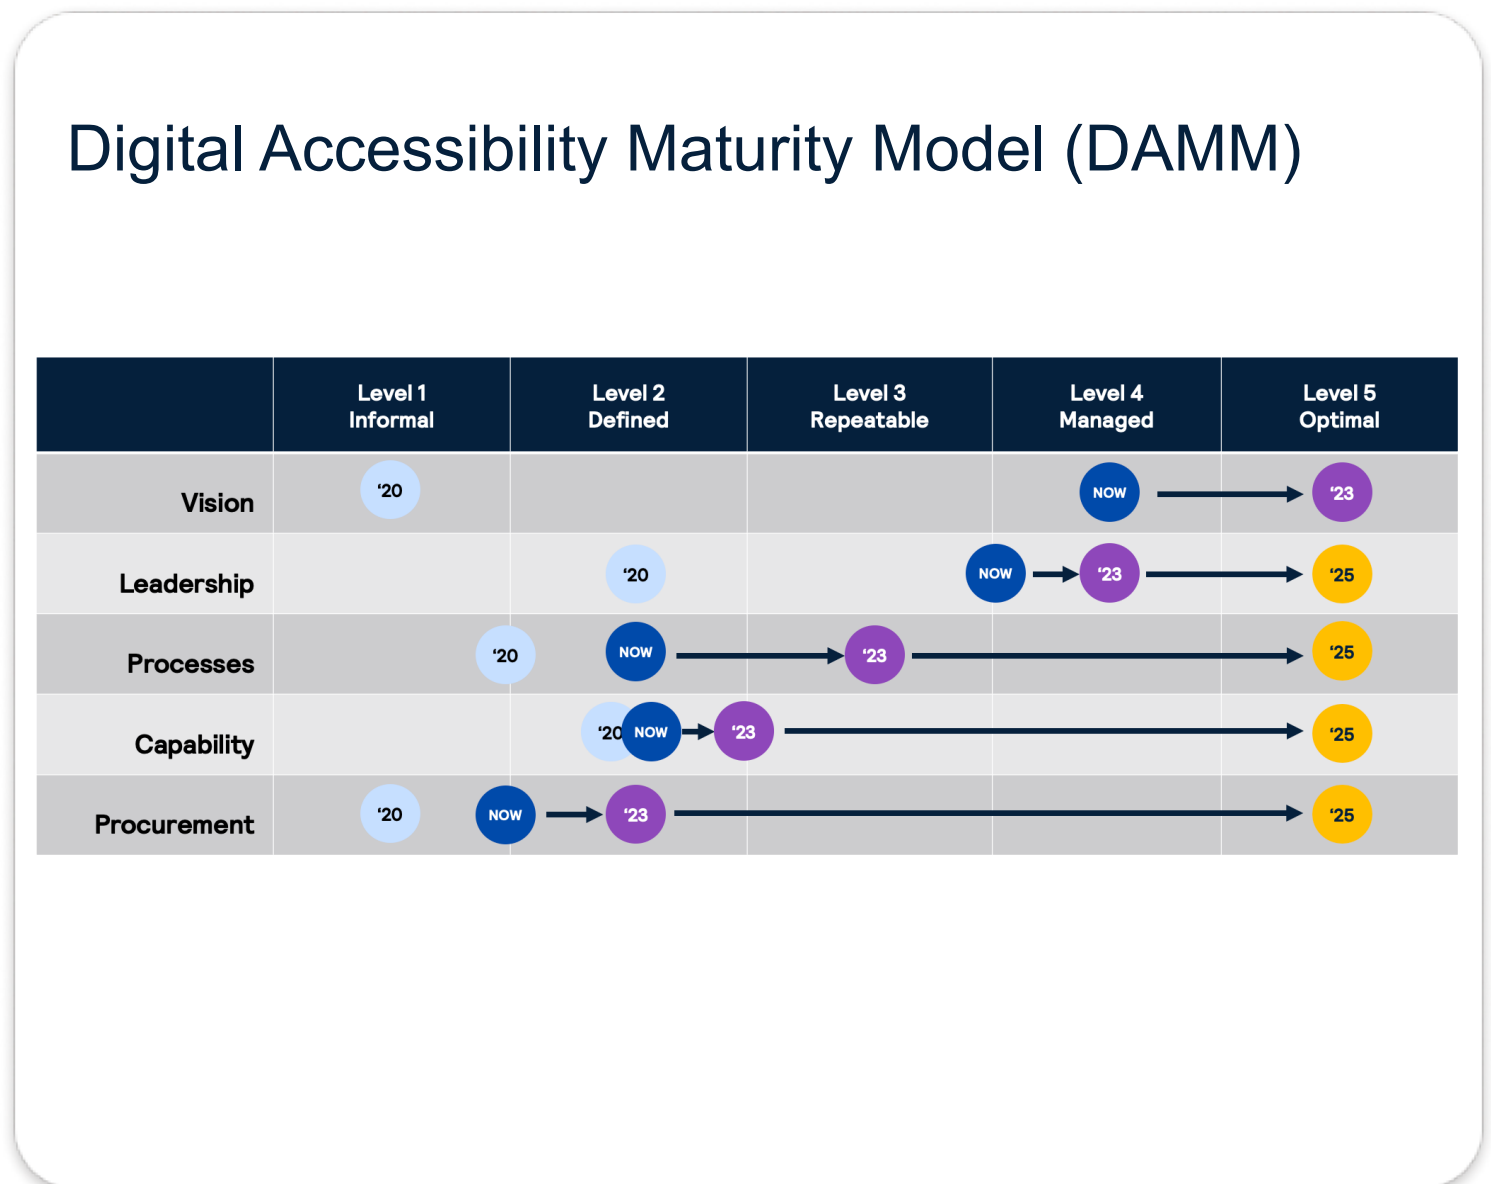 Digital Accessibility Maturity Model (DAMM)
Level 1 Level 2 Level 3 Level 4 Level 5
Informal Defined Repeatable Managed Optimal
Vision ‘20 NOW ‘23
Leadership ‘20 NOW ‘23 ‘25
Processes ‘20 NOW ‘23 ‘25
Capability ‘20 NOW ‘23 ‘25
Procurement ‘20 NOW ‘23 ‘25